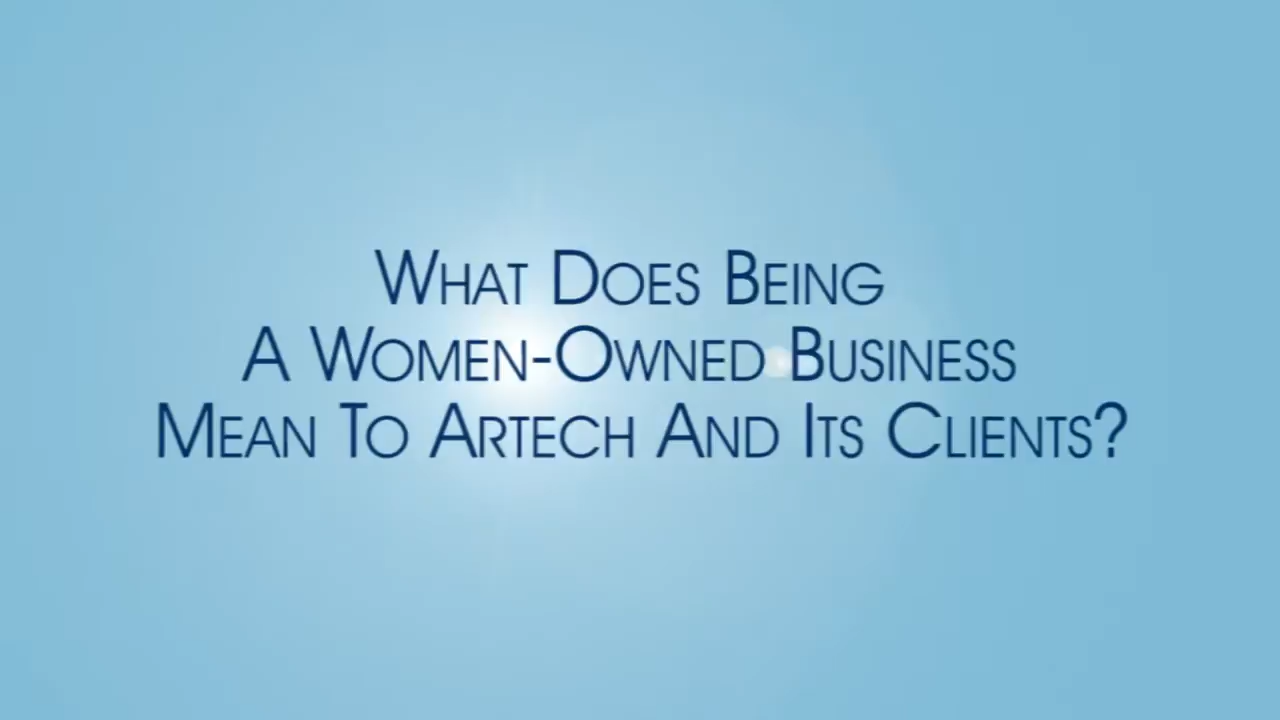 What Does Being
A Women-Owned Business
Mean To Artech And Its Clients?